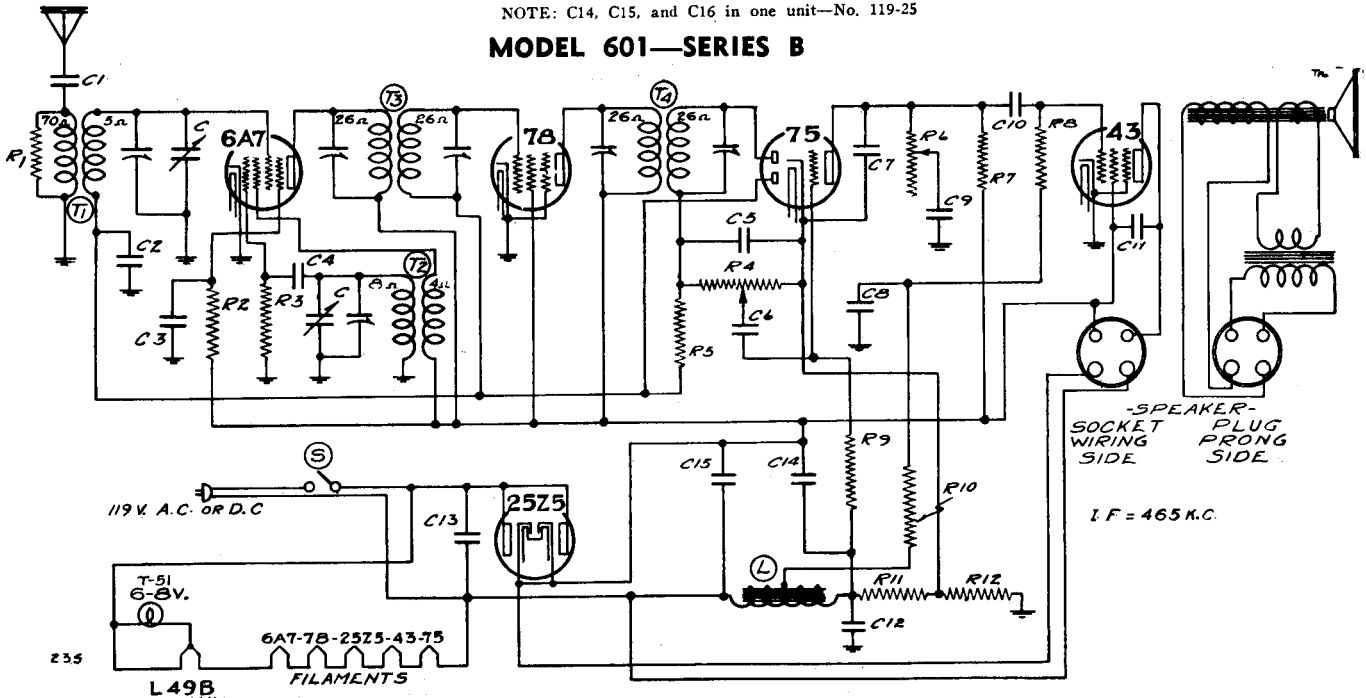 NOTE: C14, C15, and C16 in one unit—No. 119-25
MODEL 601—SERIES B
C1
70Ω
5Ω
R1
C
T1
C2
6A7
26Ω
T3
26Ω
78
26Ω
T4
26Ω
75
C7
R6
C9
R7
C10
R8
43
C11
C3
R2
R3
C4
C
8Ω
T2
4Ω
C5
R4
C6
R5
C8
-SPEAKER-
SOCKET WIRING SIDE
PLUG PRONG SIDE
S
119 V. A.C. OR D.C
C13
25Z5
C15
C14
R9
R10
I.F = 465 K.C.
L
R11
R12
C12
T-51
6-8V.
6A7-78-25Z5-43-75
FILAMENTS
235
L49B